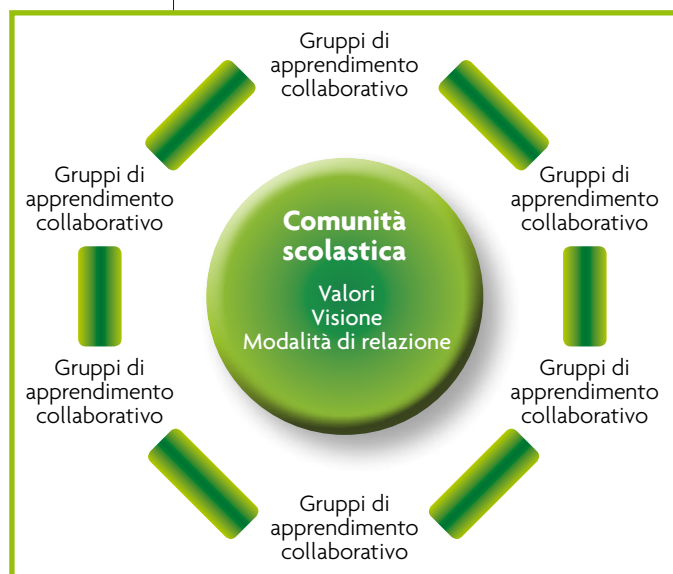 Gruppi di
apprendimento
collaborativo
Gruppi di
apprendimento
collaborativo
Gruppi di
apprendimento
collaborativo
Comunità
scolastica
Valori
Visione
Modalità di relazione
Gruppi di
apprendimento
collaborativo
Gruppi di
apprendimento
collaborativo
Gruppi di
apprendimento
collaborativo